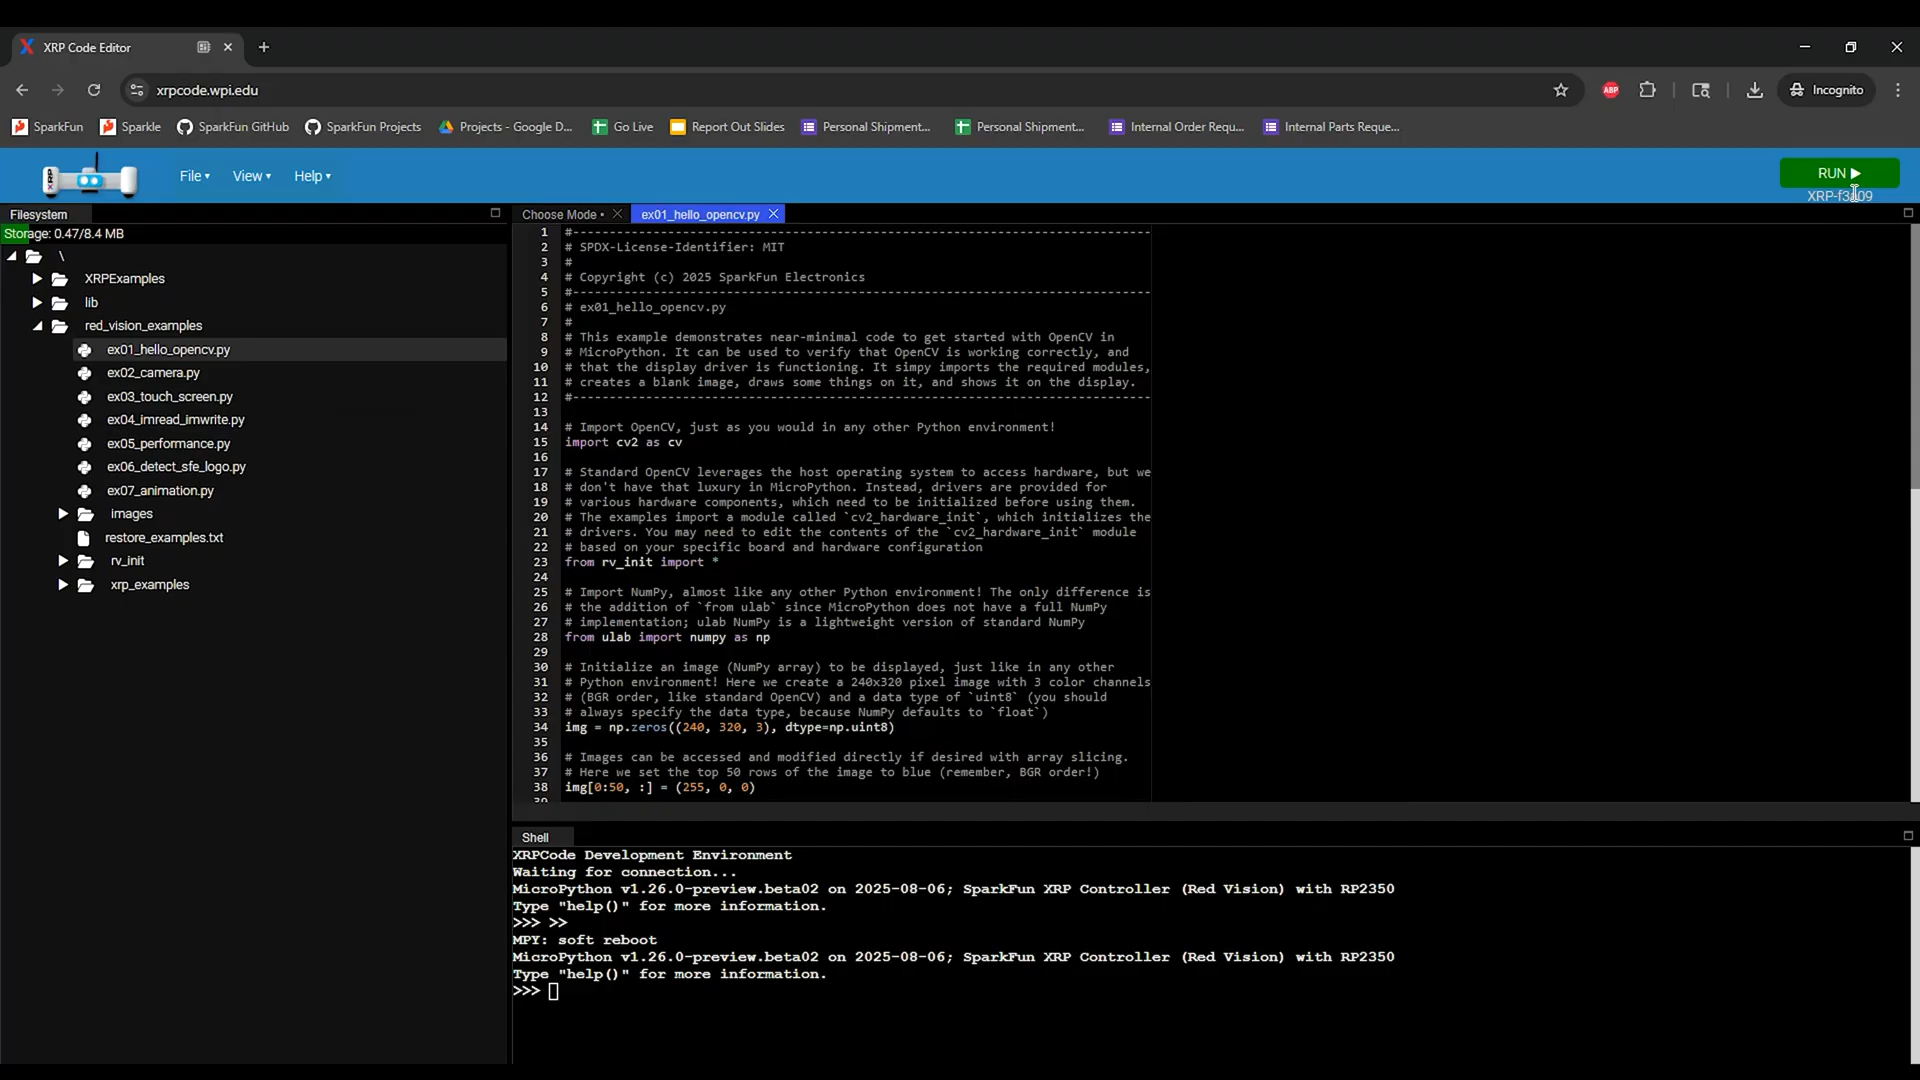 XRP Code Editor
xrpcode.wpi.edu
ABP
Incognito
SparkFun
Sparkle
SparkFun GitHub
SparkFun Projects
Projects - Google D...
Go Live
Report Out Slides
Personal Shipment...
Personal Shipment...
Internal Order Requ...
Internal Parts Reque...
XRP
File
View
Help
RUN
Filesystem
Storage: 0.47/8.4 MB
\
XRPExamples
lib
red_vision_examples
ex01_hello_opencv.py
ex02_camera.py
ex03_touch_screen.py
ex04_imread_imwrite.py
ex05_performance.py
ex06_detect_sfe_logo.py
ex07_animation.py
images
restore_examples.txt
rv_init
xrp_examples
Choose Mode •
ex01_hello_opencv.py
1 #-------------------------------------------------------------------------------
2 # SPDX-License-Identifier: MIT
3 #
4 # Copyright (c) 2025 SparkFun Electronics
5 #-------------------------------------------------------------------------------
6 # ex01_hello_opencv.py
7 #
8 # This example demonstrates near-minimal code to get started with OpenCV in
9 # MicroPython. It can be used to verify that OpenCV is working correctly, and
10 # that the display driver is functioning. It simpy imports the required modules,
11 # creates a blank image, draws some things on it, and shows it on the display.
12 #-------------------------------------------------------------------------------
13
14 # Import OpenCV, just as you would in any other Python environment!
15 import cv2 as cv
16
17 # Standard OpenCV leverages the host operating system to access hardware, but we
18 # don't have that luxury in MicroPython. Instead, drivers are provided for
19 # various hardware components, which need to be initialized before using them.
20 # The examples import a module called `cv2_hardware_init`, which initializes the
21 # drivers. You may need to edit the contents of the `cv2_hardware_init` module
22 # based on your specific board and hardware configuration
23 from rv_init import *
24
25 # Import NumPy, almost like any other Python environment! The only difference is
26 # the addition of `from ulab` since MicroPython does not have a full NumPy
27 # implementation; ulab NumPy is a lightweight version of standard NumPy
28 from ulab import numpy as np
29
30 # Initialize an image (NumPy array) to be displayed, just like in any other
31 # Python environment! Here we create a 240x320 pixel image with 3 color channels
32 # (BGR order, like standard OpenCV) and a data type of `uint8` (you should
33 # always specify the data type, because NumPy defaults to `float`)
34 img = np.zeros((240, 320, 3), dtype=np.uint8)
35
36 # Images can be accessed and modified directly if desired with array slicing.
37 # Here we set the top 50 rows of the image to blue (remember, BGR order!)
38 img[0:50, :] = (255, 0, 0)
39
Shell
XRPCode Development Environment
Waiting for connection...
MicroPython v1.26.0-preview.beta02 on 2025-08-06; SparkFun XRP Controller (Red Vision) with RP2350
Type "help()" for more information.
>>> >>
MPY: soft reboot
MicroPython v1.26.0-preview.beta02 on 2025-08-06; SparkFun XRP Controller (Red Vision) with RP2350
Type "help()" for more information.
>>>